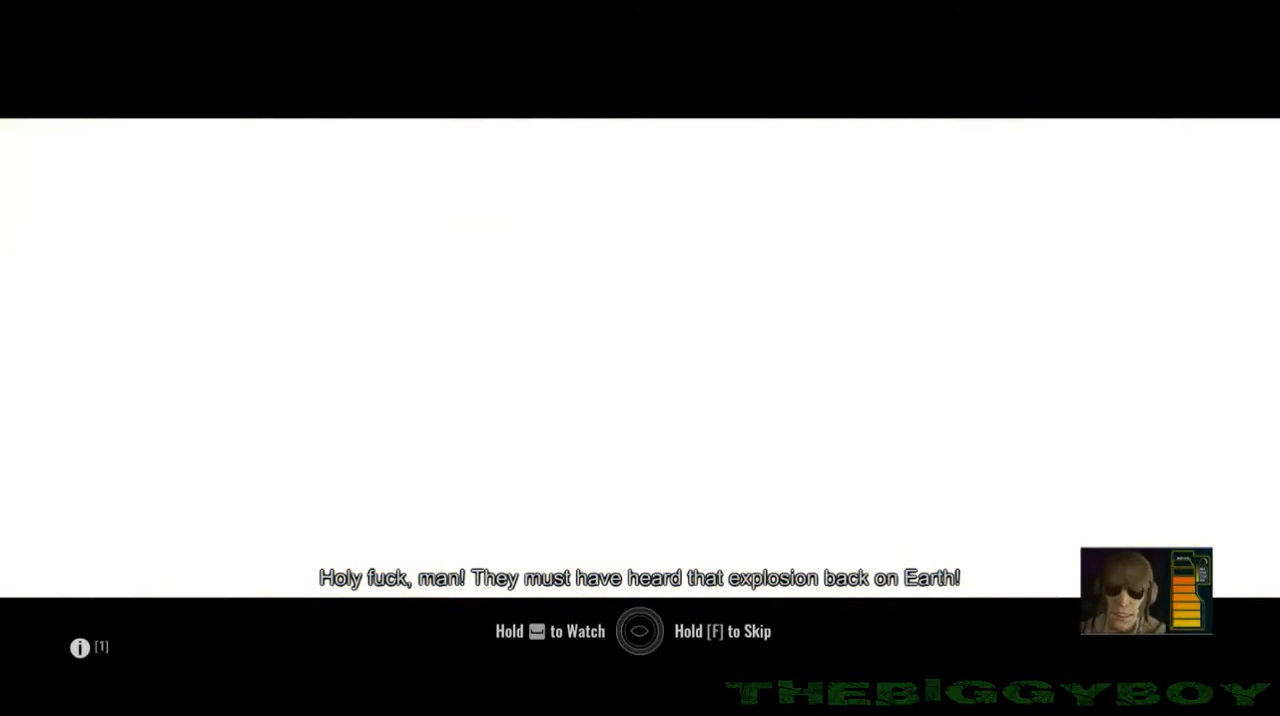 Holy fuck, man! They must have heard that explosion back on Earth!
Hold to Watch
Hold [F] to Skip
i [1]
THEBIGGYBOY